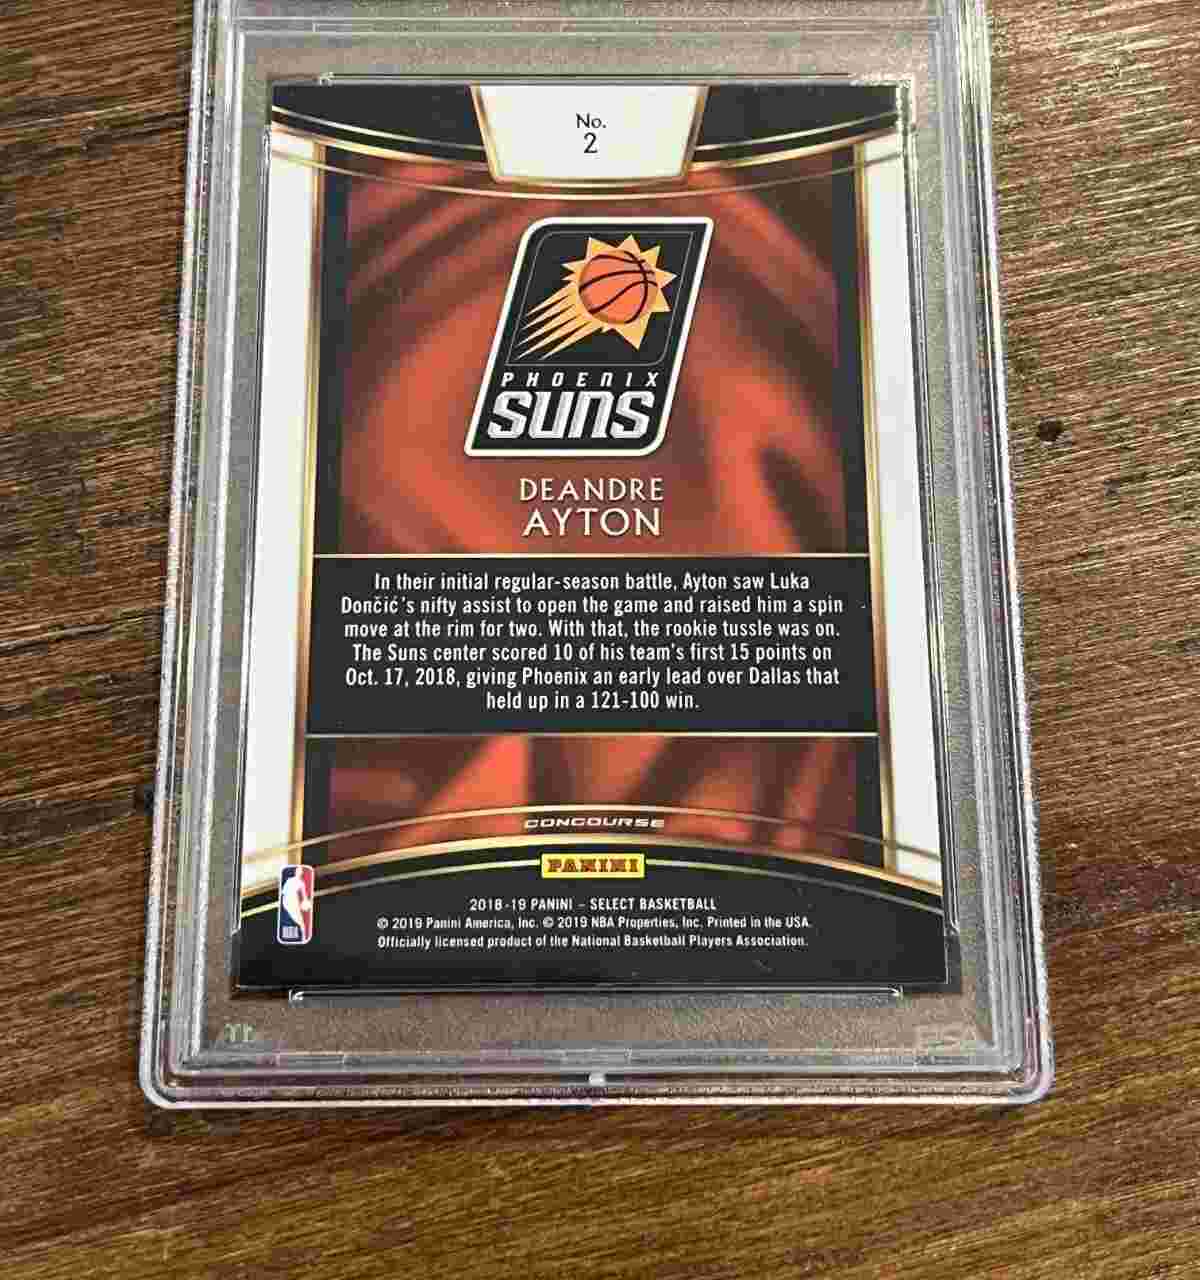 No.
2
PHOENIX
SUNS
DEANDRE
AYTON
In their initial regular-season battle, Ayton saw Luka
Dončić's nifty assist to open the game and raised him a spin
move at the rim for two. With that, the rookie tussle was on.
The Suns center scored 10 of his team's first 15 points on
Oct. 17, 2018, giving Phoenix an early lead over Dallas that
held up in a 121-100 win.
CONCOURSE
PANINI
2018-19 PANINI - SELECT BASKETBALL
© 2019 Panini America, Inc. © 2019 NBA Properties, Inc. Printed in the USA.
Officially licensed product of the National Basketball Players Association.
NBA